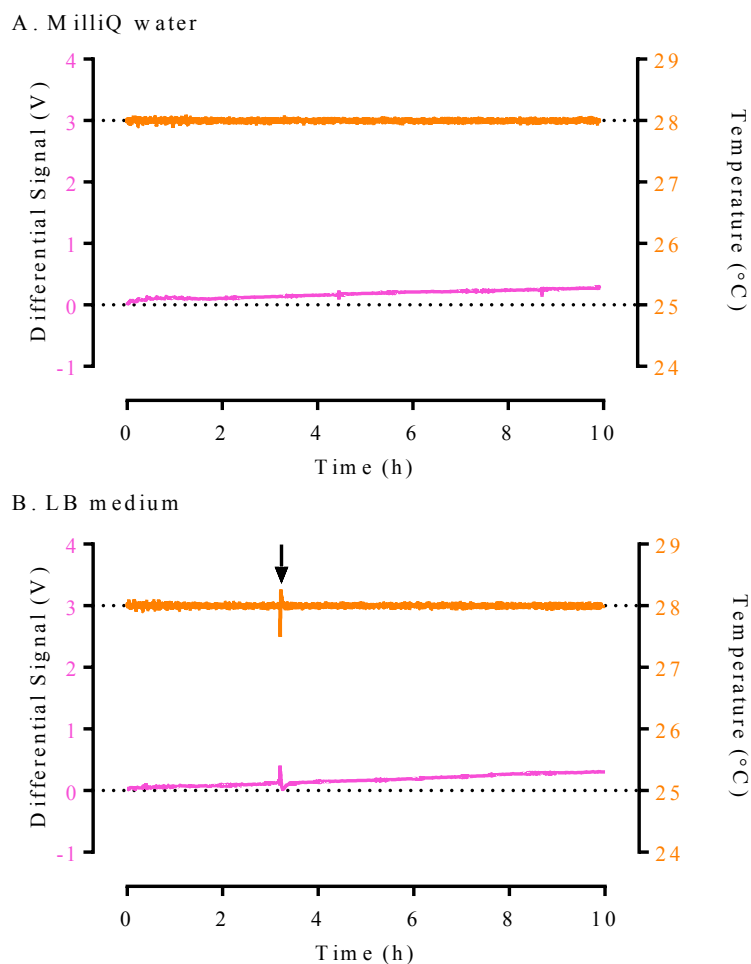 A. MilliQ water
4
3
2
1
0
-1
Differential Signal (V)
29
28
27
26
25
24
Temperature (°C)
0 2 4 6 8 10
Time (h)
B. LB medium
4
3
2
1
0
-1
Differential Signal (V)
29
28
27
26
25
24
Temperature (°C)
0 2 4 6 8 10
Time (h)